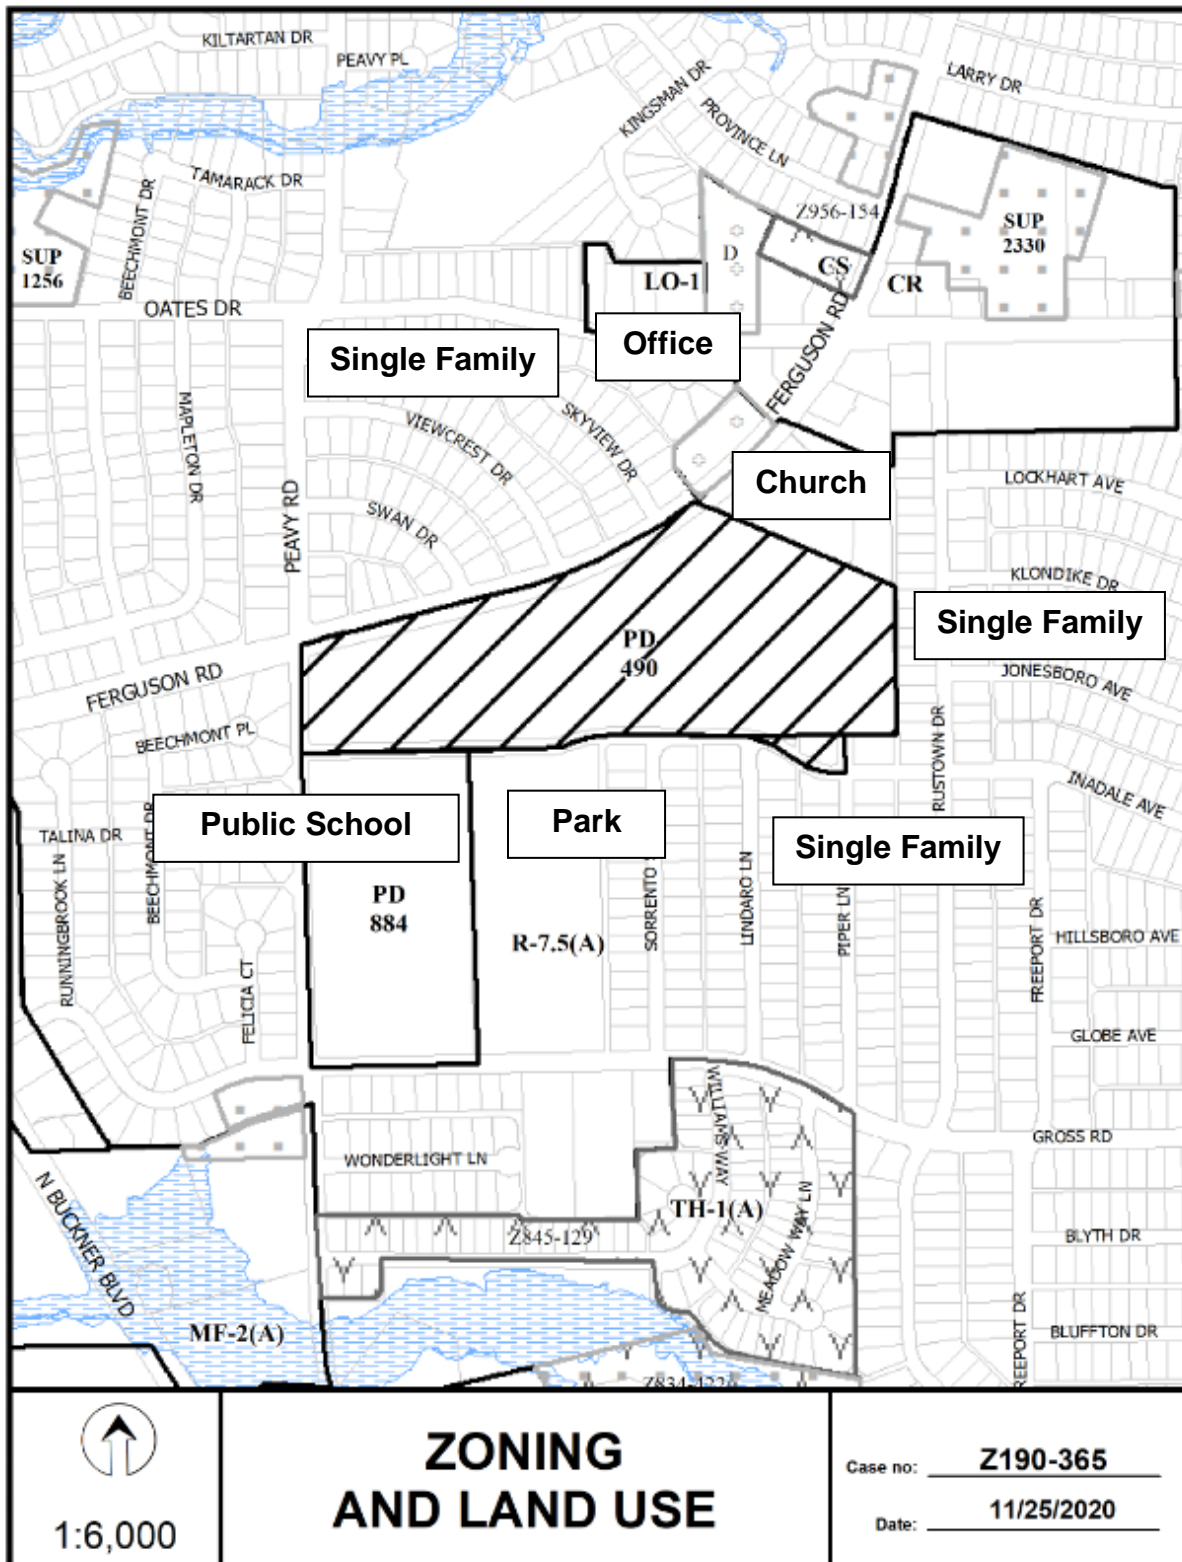 KILTARTAN DR
PEAVY PL
KINGSMAN DR
PROVINCE LN
LARRY DR
TAMARACK DR
BEECHMONT DR
Z956-154
SUP
1256
SUP
2330
D
CS
LO-1
CR
OATES DR
FERGUSON RD
Single Family
Office
MAPLETON DR
VIEWCREST DR
SKYVIEW DR
SWAN DR
PEAVY RD
Church
LOCKHART AVE
KLONDIKE DR
Single Family
PD
490
FERGUSON RD
JONESBORO AVE
BEECHMONT PL
RUSTOWN DR
INADALE AVE
Public School
Park
Single Family
TALINA DR
BEECHMONT DR
RUNNINGBROOK LN
PD
884
R-7.5(A)
SORRENTO
LINDARO LN
PIPER LN
FREEPORT DR
HILLSBORO AVE
FELICIA CT
GLOBE AVE
WILLIAMS WAY
GROSS RD
WONDERLIGHT LN
N BUCKNER BLVD
TH-1(A)
MEADOW WAY LN
Z845-129
BLYTH DR
MF-2(A)
REEPORT DR
BLUFFTON DR
1:6,000
ZONING
AND LAND USE
Case no: Z190-365
Date: 11/25/2020